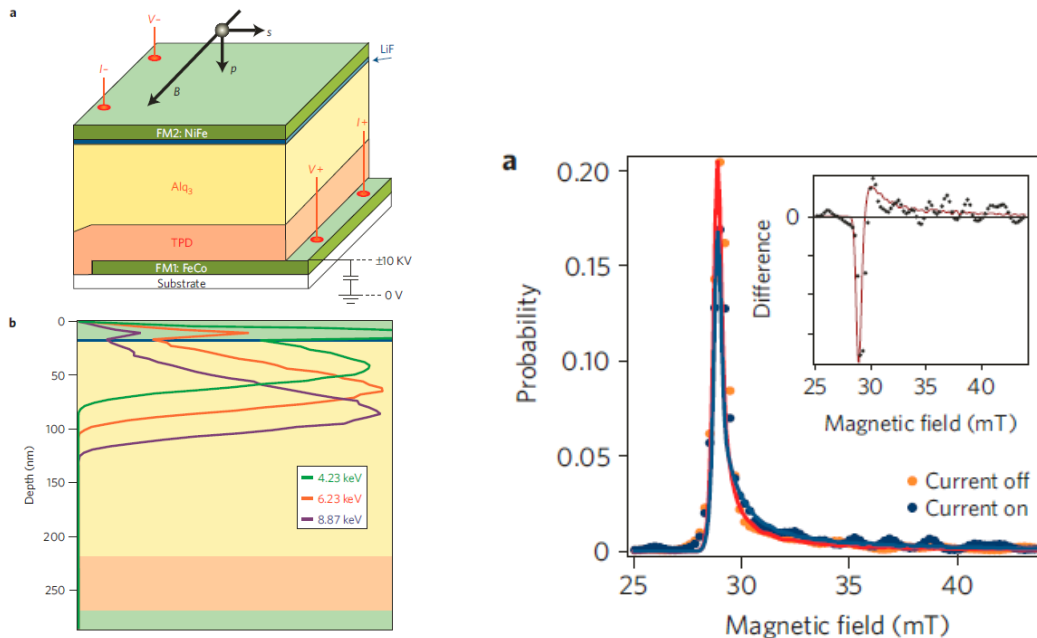 a
V−
s
LiF
I−
p
B
FM2: NiFe
I+
Alq3
V+
TPD
FM1: FeCo
±10 KV
Substrate
0 V
b
0
50
100
150
200
250
Depth (nm)
4.23 keV
6.23 keV
8.87 keV
a
0.20
0.15
0.10
0.05
0
Probability
25 30 35 40
Magnetic field (mT)
0
Difference
25 30 40
Magnetic field (mT)
Current off
Current on